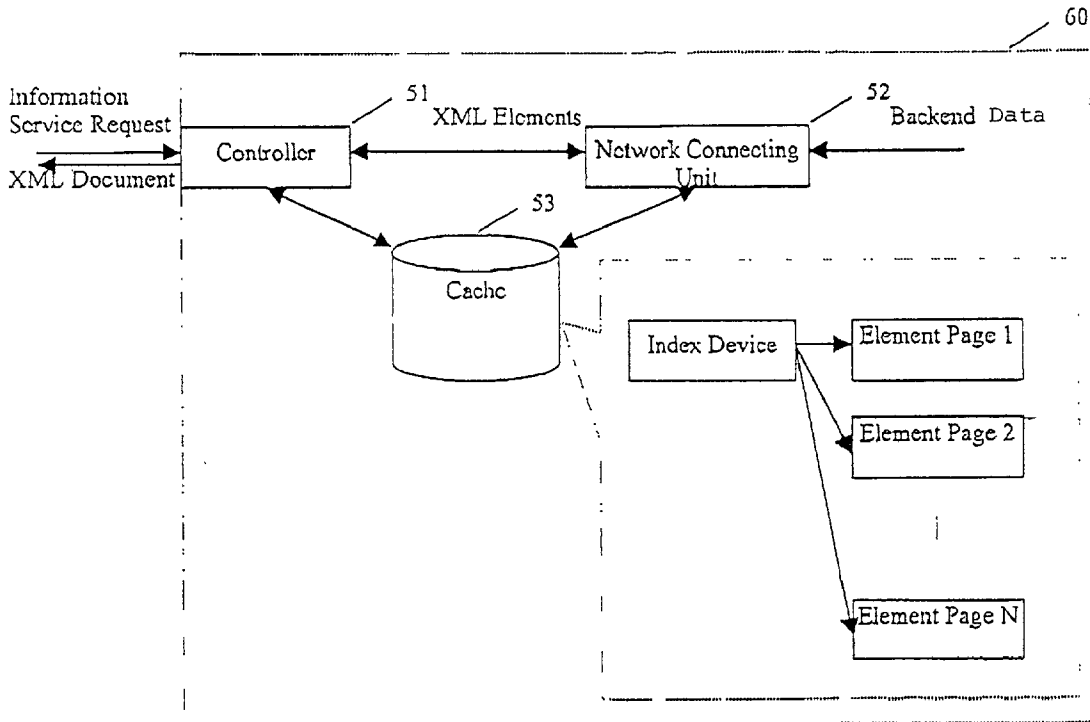 60
Information
Service Request
XML Document
51
Controller
XML Elements
52
Network Connecting
Unit
Backend Data
53
Cache
Index Device
Element Page 1
Element Page 2
Element Page N